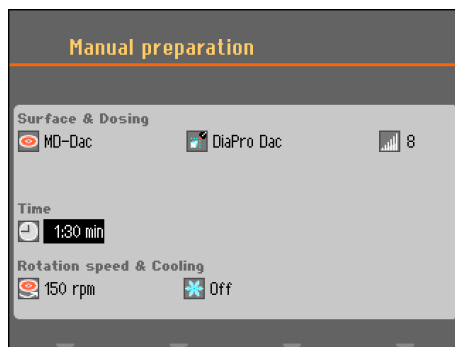 Manual preparation
Surface & Dosing
MD-Dac DiaPro Dac 8
Time
1:30 min
Rotation speed & Cooling
150 rpm Off